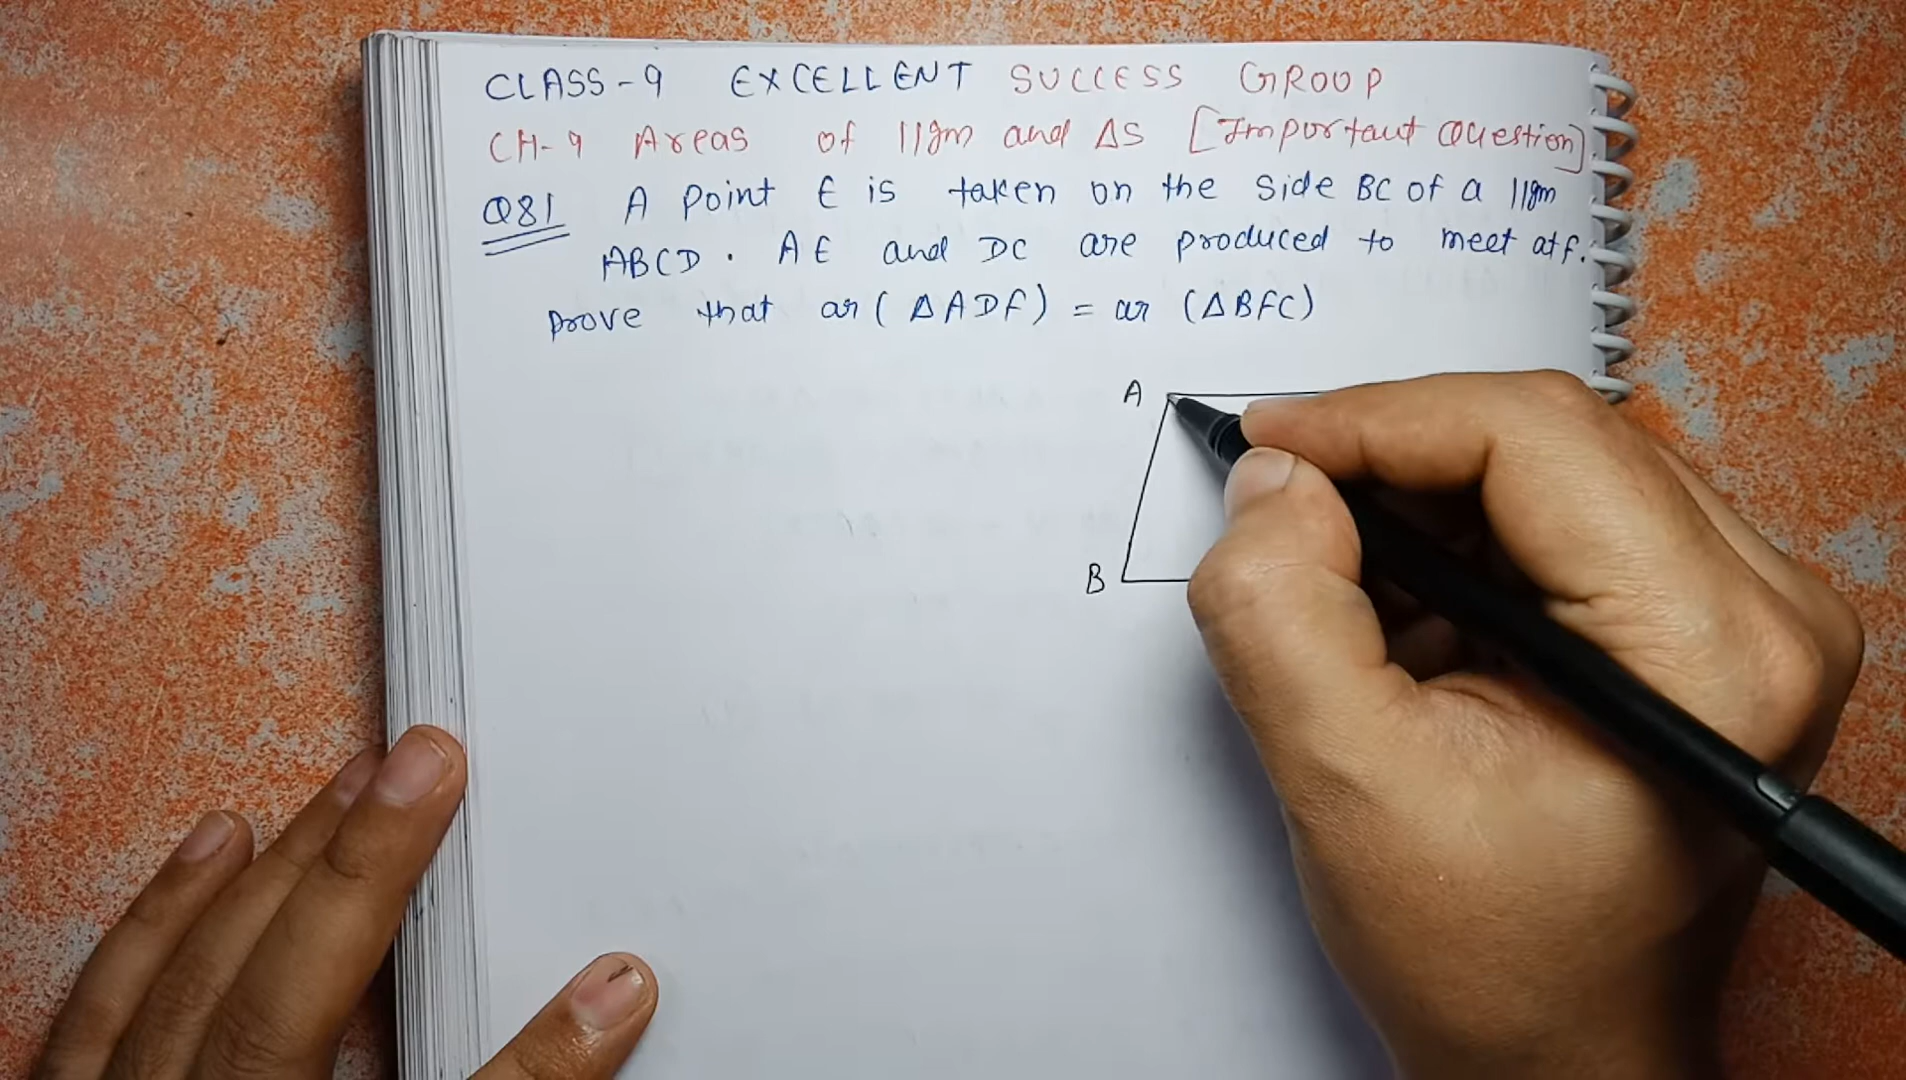 CLASS-9 EXCELLENT SUCCESS GROUP
CH-9 Areas of ||gm and ΔS [Important Question]
Q81 A Point E is taken on the side BC of a ||gm
ABCD. AE and DC are produced to meet at F.
Prove that ar(ΔADF) = ar (ΔBFC)
A
B